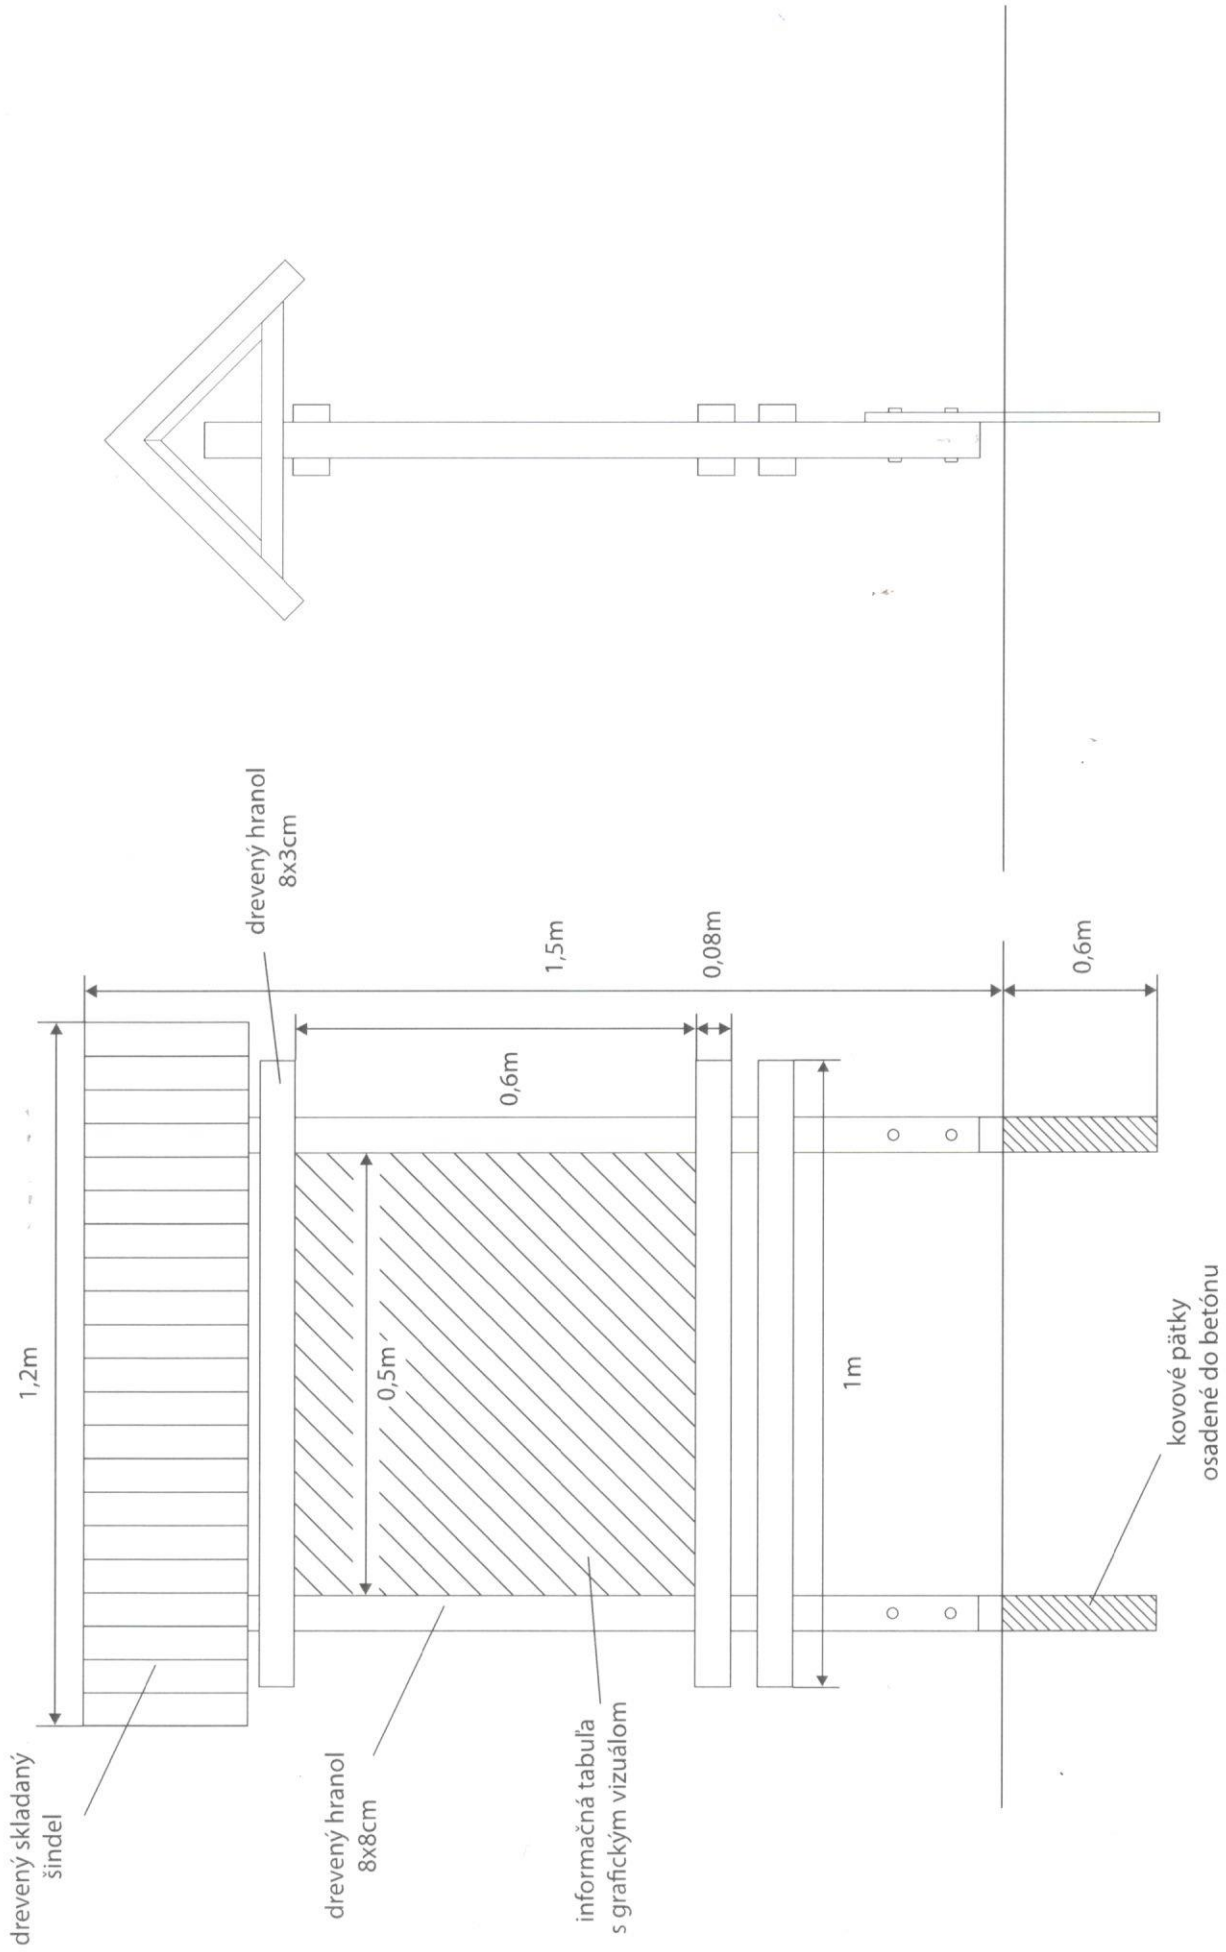 drevený skladaný
šindel
1,2m
drevený hranol
8x3cm
1,5m
0,6m
0,08m
0,5m
drevený hranol
8x8cm
informačná tabuľa
s grafickým vizuálom
1m
0,6m
kovové pätky
osadené do betónu